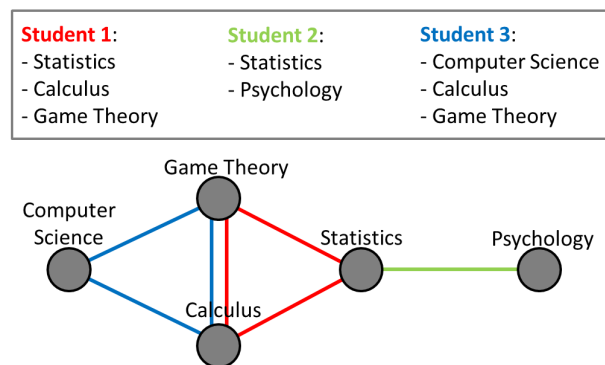 Student 1:
- Statistics
- Calculus
- Game Theory
Student 2:
- Statistics
- Psychology
Student 3:
- Computer Science
- Calculus
- Game Theory
Game Theory
Computer
Science
Statistics
Psychology
Calculus